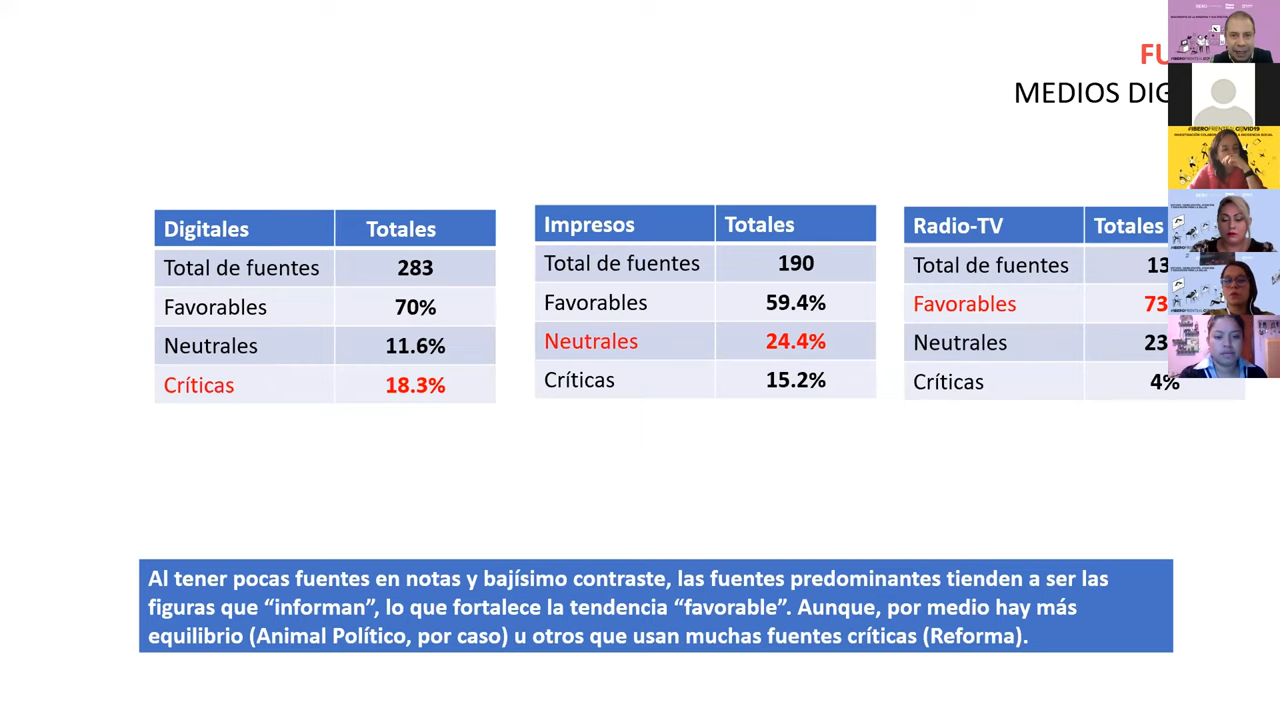 MEDIOS
Digitales Totales
Total de fuentes 283
Favorables 70%
Neutrales 11.6%
Críticas 18.3%
Impresos Totales
Total de fuentes 190
Favorables 59.4%
Neutrales 24.4%
Críticas 15.2%
Radio-TV Totales
Total de fuentes
Favorables
Neutrales
Críticas 4%
Al tener pocas fuentes en notas y bajísimo contraste, las fuentes predominantes tienden a ser las
figuras que “informan”, lo que fortalece la tendencia “favorable”. Aunque, por medio hay más
equilibrio (Animal Político, por caso) u otros que usan muchas fuentes críticas (Reforma).